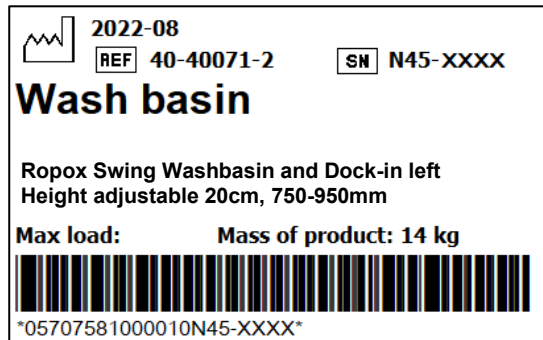 2022-08
REF 40-40071-2 SN N45-XXXX
Wash basin
Ropox Swing Washbasin and Dock-in left
Height adjustable 20cm, 750-950mm
Max load: Mass of product: 14 kg
*05707581000010N45-XXXX*